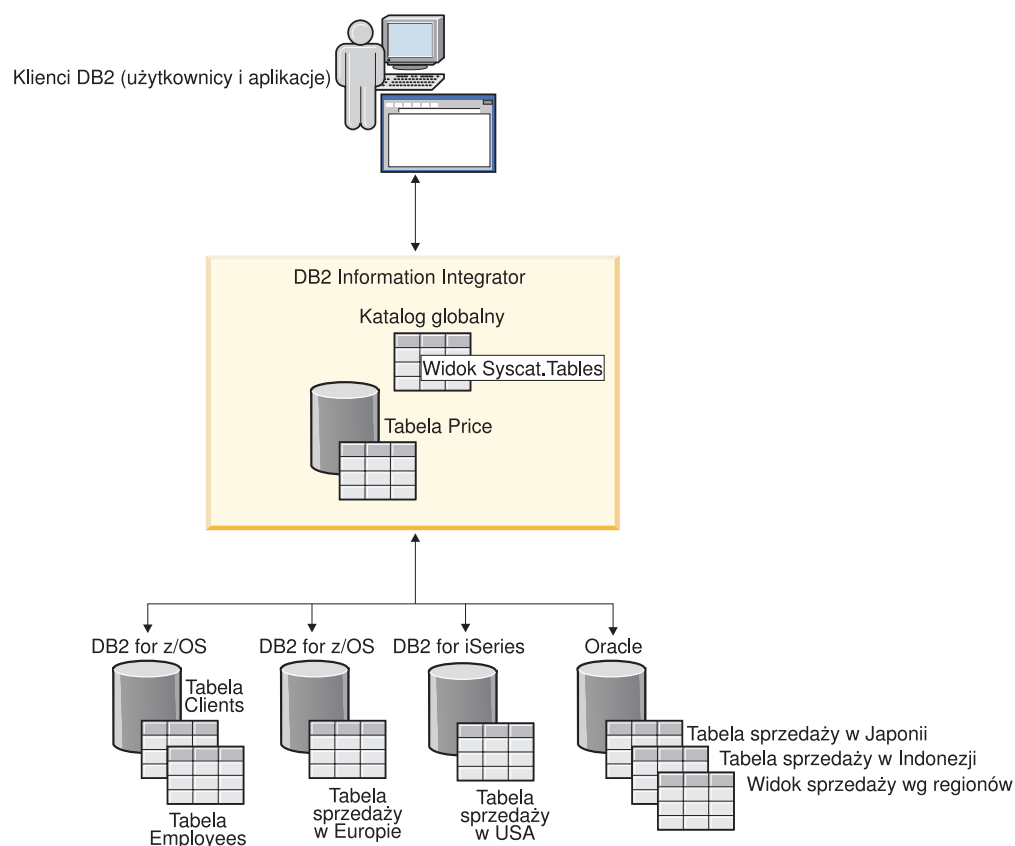 Klienci DB2 (użytkownicy i aplikacje)
DB2 Information Integrator
Katalog globalny
Widok Syscat.Tables
Tabela Price
DB2 for z/OS
DB2 for z/OS
DB2 for iSeries
Oracle
Tabela
Clients
Tabela
Employees
Tabela
sprzedaży
w Europie
Tabela
sprzedaży
w USA
Tabela sprzedaży w Japonii
Tabela sprzedaży w Indonezji
Widok sprzedaży wg regionów